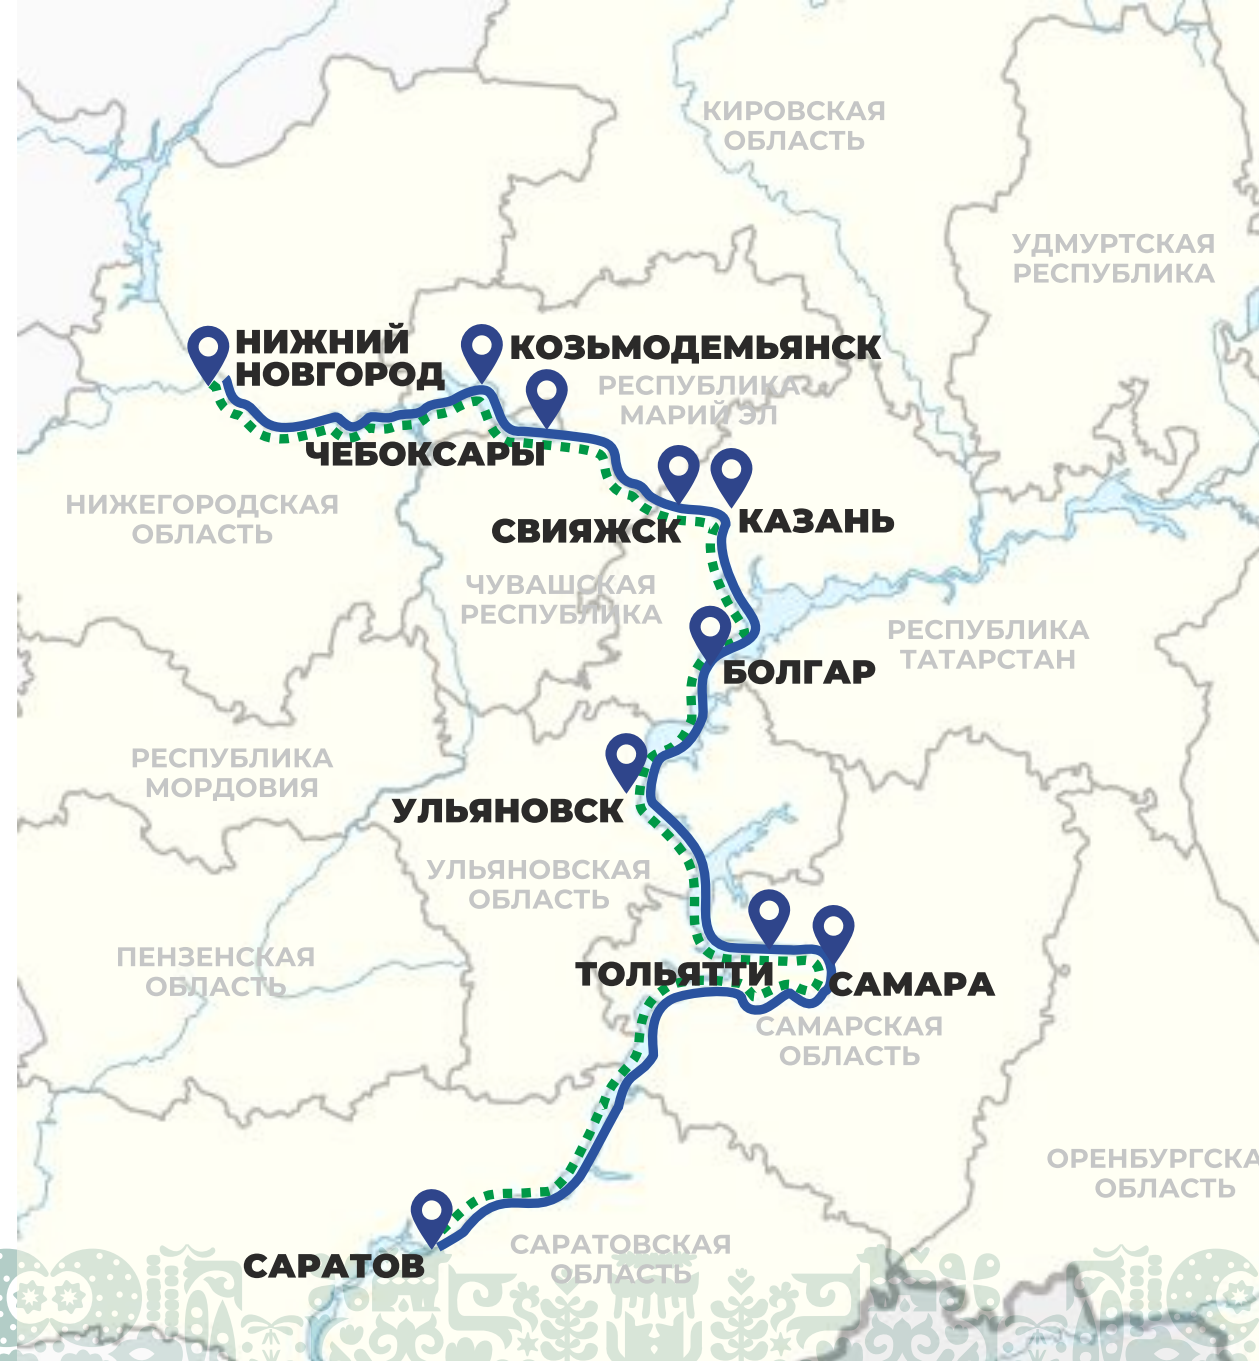 КИРОВСКАЯ
ОБЛАСТЬ
УДМУРТСКАЯ
РЕСПУБЛИКА
НИЖНИЙ
НОВГОРОД
КОЗЬМОДЕМЬЯНСК
РЕСПУБЛИКА
МАРИЙ ЭЛ
ЧЕБОКСАРЫ
НИЖЕГОРОДСКАЯ
ОБЛАСТЬ
СВИЯЖСК
КАЗАНЬ
ЧУВАШСКАЯ
РЕСПУБЛИКА
РЕСПУБЛИКА
ТАТАРСТАН
БОЛГАР
РЕСПУБЛИКА
МОРДОВИЯ
УЛЬЯНОВСК
УЛЬЯНОВСКАЯ
ОБЛАСТЬ
ПЕНЗЕНСКАЯ
ОБЛАСТЬ
ТОЛЬЯТТИ
САМАРА
САМАРСКАЯ
ОБЛАСТЬ
ОРЕНБУРГСКА
ОБЛАСТЬ
САРАТОВ
САРАТОВСКАЯ
ОБЛАСТЬ